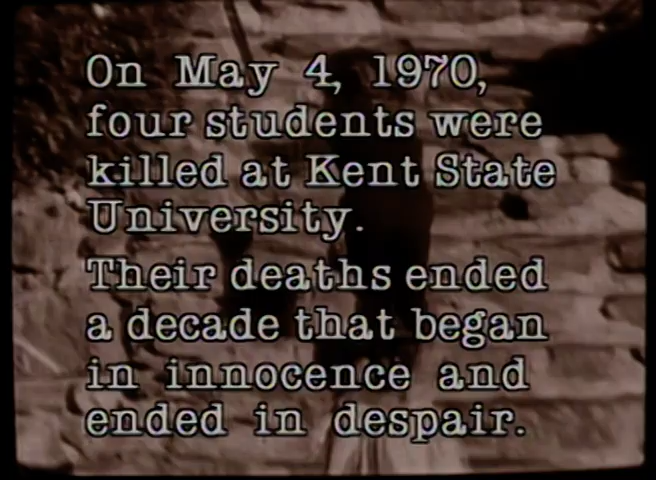 On May 4, 1970,
four students were
killed at Kent State
University.
Their deaths ended
a decade that began
in innocence and
ended in despair.